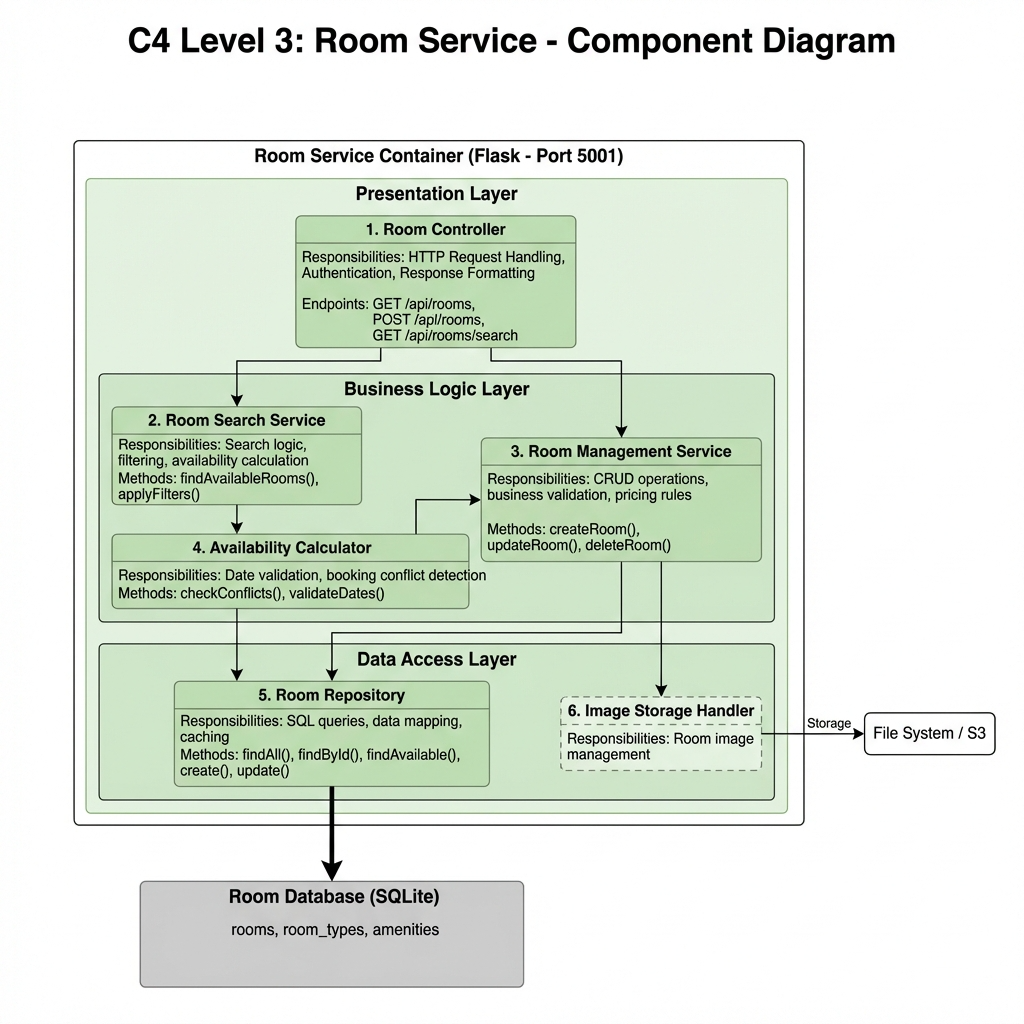 C4 Level 3: Room Service - Component Diagram
Room Service Container (Flask - Port 5001)
Presentation Layer
1. Room Controller
Responsibilities: HTTP Request Handling,
Authentication, Response Formatting
Endpoints: GET /api/rooms,
POST /apl/rooms,
GET /api/rooms/search
Business Logic Layer
2. Room Search Service
Responsibilities: Search logic,
filtering, availability calculation
Methods: findAvailableRooms(),
applyFilters()
3. Room Management Service
Responsibilities: CRUD operations,
business validation, pricing rules
Methods: createRoom(),
updateRoom(), deleteRoom()
4. Availability Calculator
Responsibilities: Date validation, booking conflict detection
Methods: checkConflicts(), validateDates()
Data Access Layer
5. Room Repository
Responsibilities: SQL queries, data mapping,
caching
Methods: findAll(), findById(), findAvailable(),
create(), update()
6. Image Storage Handler
Responsibilities: Room image
management
Storage
File System / S3
Room Database (SQLite)
rooms, room_types, amenities